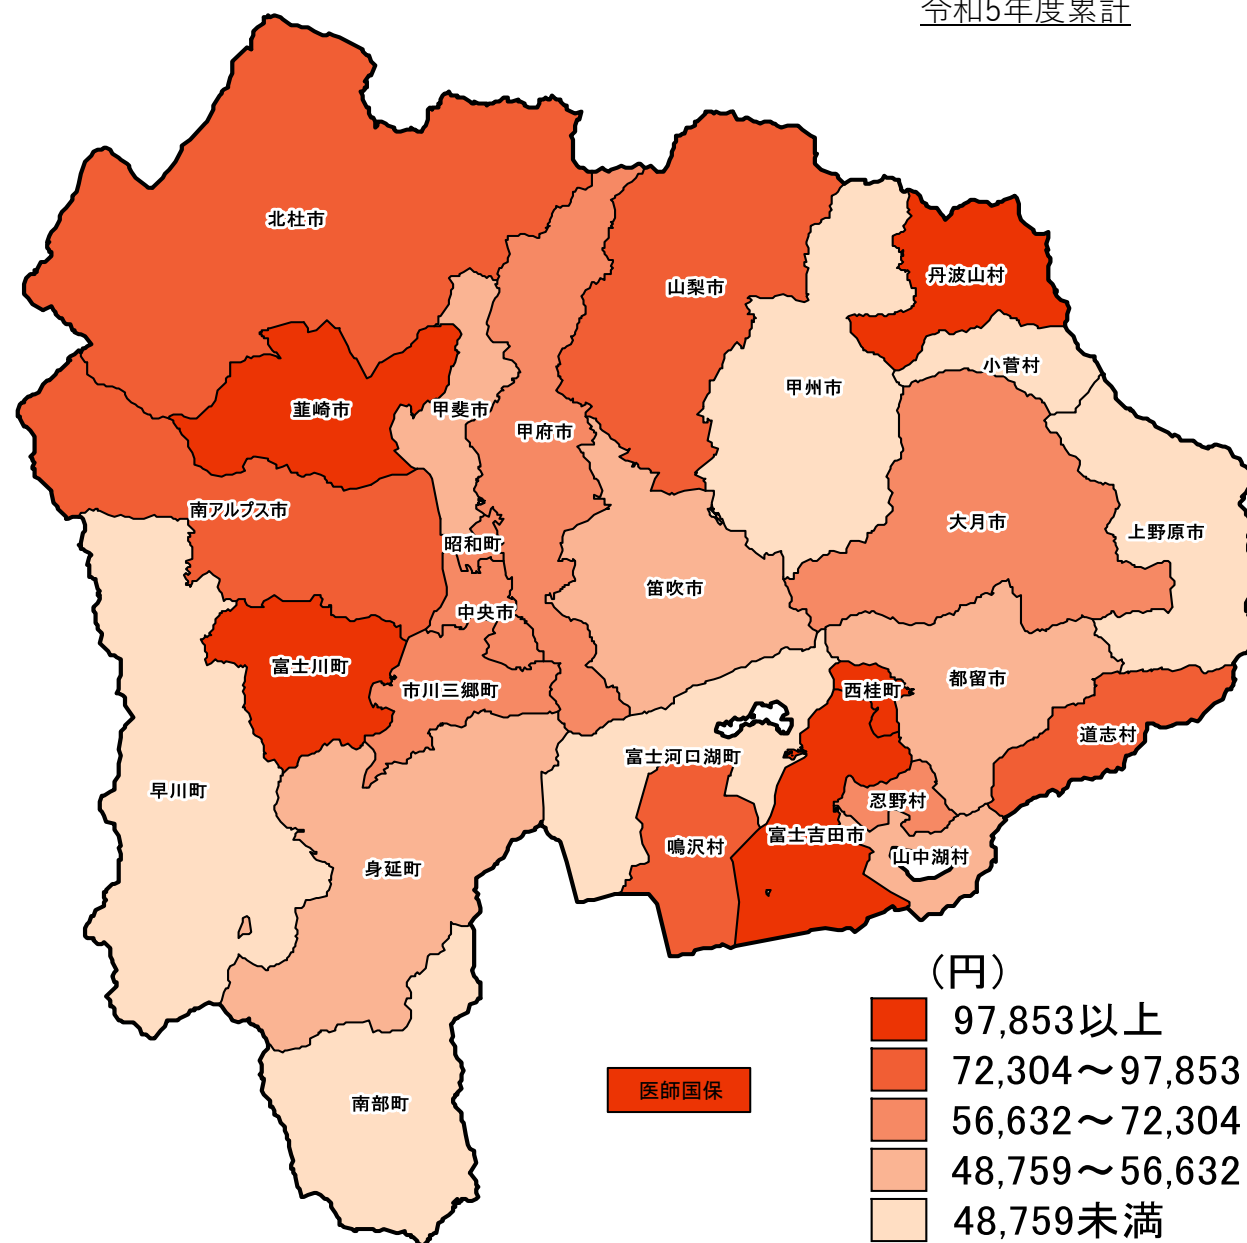 令和5年度累計
北杜市
山梨市
丹波山村
小菅村
甲州市
韮崎市
甲斐市
甲府市
南アルプス市
大月市
上野原市
昭和町
笛吹市
中央市
富士川町
市川三郷町
西桂町
都留市
道志村
富士河口湖町
早川町
忍野村
富士吉田市
鳴沢村
山中湖村
身延町
南部町
医師国保
(円)
97,853以上
72,304～97,853
56,632～72,304
48,759～56,632
48,759未満